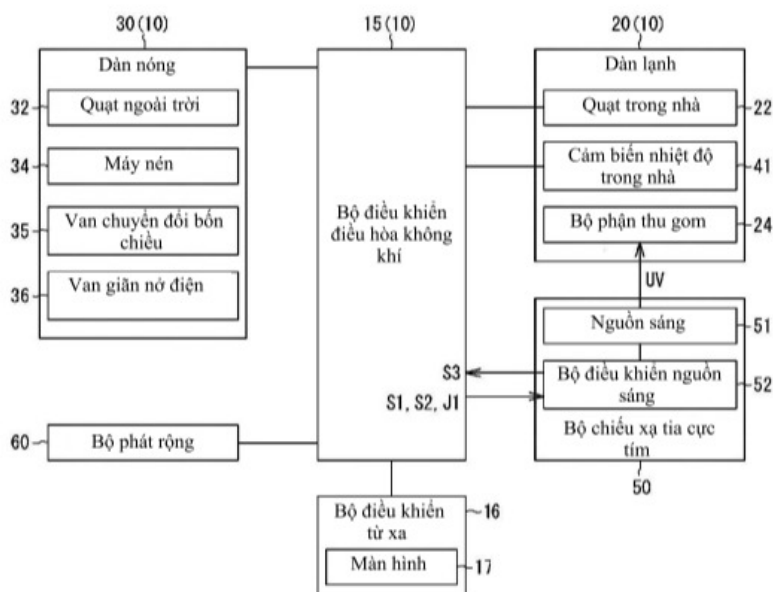 30(10)
15(10)
20(10)
Dàn nóng
32
Quạt ngoài trời
34
Máy nén
35
Van chuyển đổi bốn
chiều
36
Van giãn nở điện
Bộ điều khiển
điều hòa không
khí
S3
S1, S2, J1
Dàn lạnh
Quạt trong nhà
22
Cảm biến nhiệt độ
trong nhà
41
Bộ phận thu gom
24
UV
Nguồn sáng
51
Bộ điều khiển nguồn
sáng
52
Bộ chiếu xạ tia cực
tím
50
60
Bộ phát rộng
Bộ điều khiển
từ xa
16
Màn hình
17